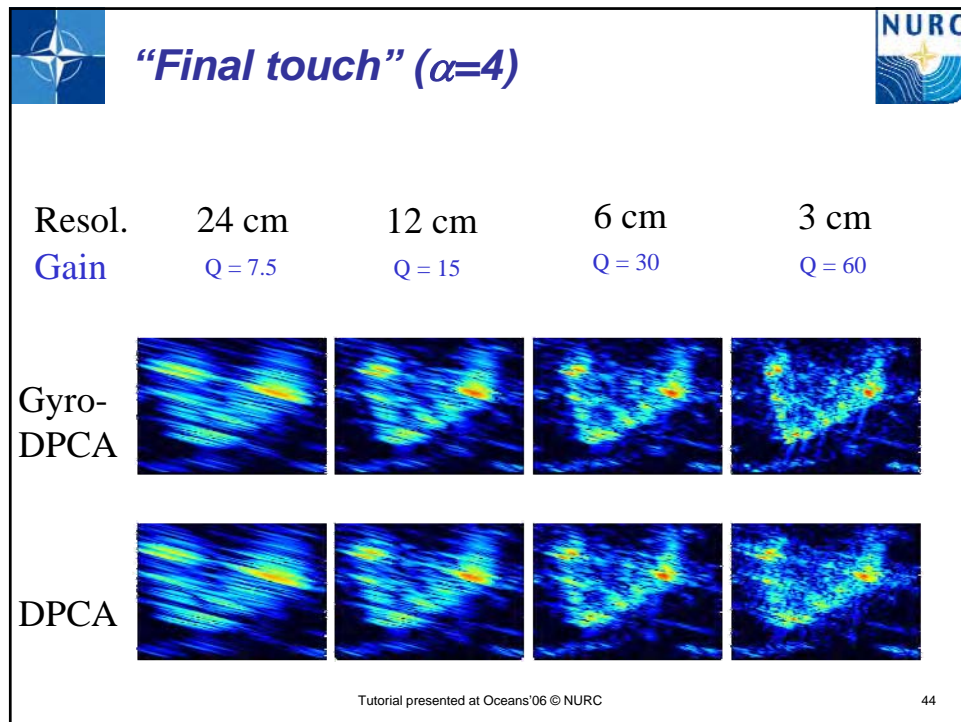 NURC
“Final touch” (α=4)
Resol. 24 cm 12 cm 6 cm 3 cm
Gain Q = 7.5 Q = 15 Q = 30 Q = 60
Gyro-
DPCA
DPCA
Tutorial presented at Oceans'06 © NURC 44